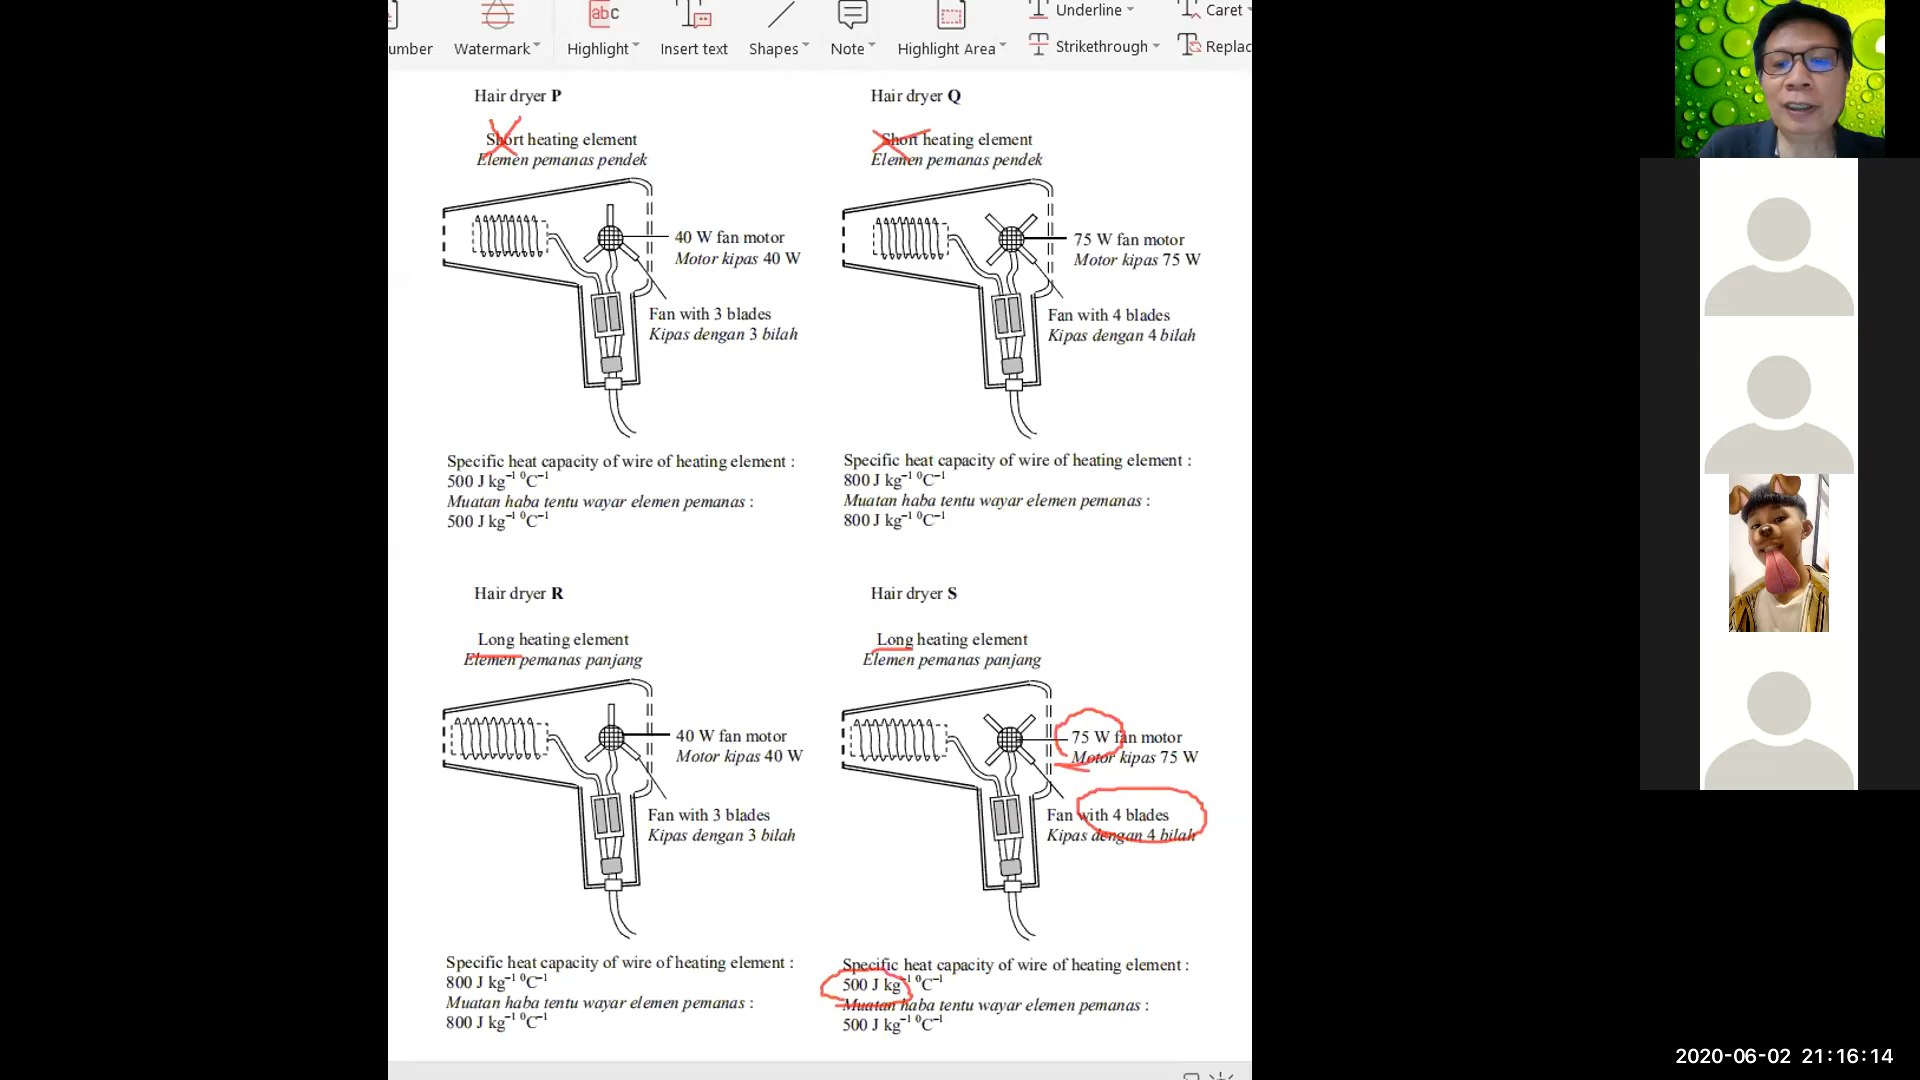 umber
Watermark
Highlight
Insert text
Shapes
Note
Highlight Area
Underline
Strikethrough
Caret
Replac
abc
Hair dryer P
Short heating element
Elemen pemanas pendek
40 W fan motor
Motor kipas 40 W
Fan with 3 blades
Kipas dengan 3 bilah
Specific heat capacity of wire of heating element :
500 J kg⁻¹ ⁰C⁻¹
Muatan haba tentu wayar elemen pemanas :
500 J kg⁻¹ ⁰C⁻¹
Hair dryer Q
Short heating element
Elemen pemanas pendek
75 W fan motor
Motor kipas 75 W
Fan with 4 blades
Kipas dengan 4 bilah
Specific heat capacity of wire of heating element :
800 J kg⁻¹ ⁰C⁻¹
Muatan haba tentu wayar elemen pemanas :
800 J kg⁻¹ ⁰C⁻¹
Hair dryer R
Long heating element
Elemen pemanas panjang
40 W fan motor
Motor kipas 40 W
Fan with 3 blades
Kipas dengan 3 bilah
Specific heat capacity of wire of heating element :
800 J kg⁻¹ ⁰C⁻¹
Muatan haba tentu wayar elemen pemanas :
800 J kg⁻¹ ⁰C⁻¹
Hair dryer S
Long heating element
Elemen pemanas panjang
75 W fan motor
Motor kipas 75 W
Fan with 4 blades
Kipas dengan 4 bilah
Specific heat capacity of wire of heating element :
500 J kg⁻¹ ⁰C⁻¹
Muatan haba tentu wayar elemen pemanas :
500 J kg⁻¹ ⁰C⁻¹
2020-06-02 21:16:14